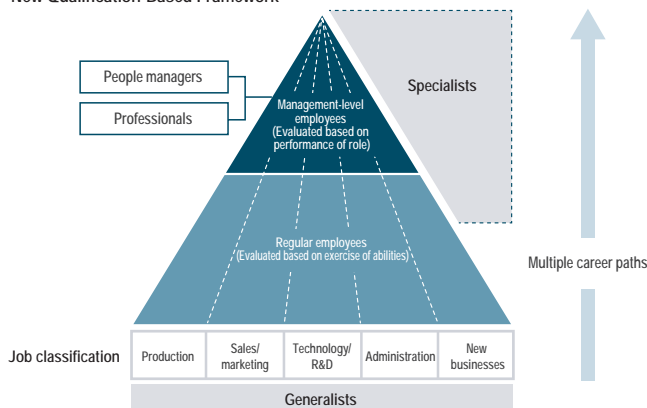 New Qualification-Based Framework
People managers
Professionals
Specialists
Management-level
employees
(Evaluated based on
performance of role)
Regular employees
(Evaluated based on exercise of abilities)
Multiple career paths
Job classification
Production
Sales/
marketing
Technology/
R&D
Administration
New
businesses
Generalists